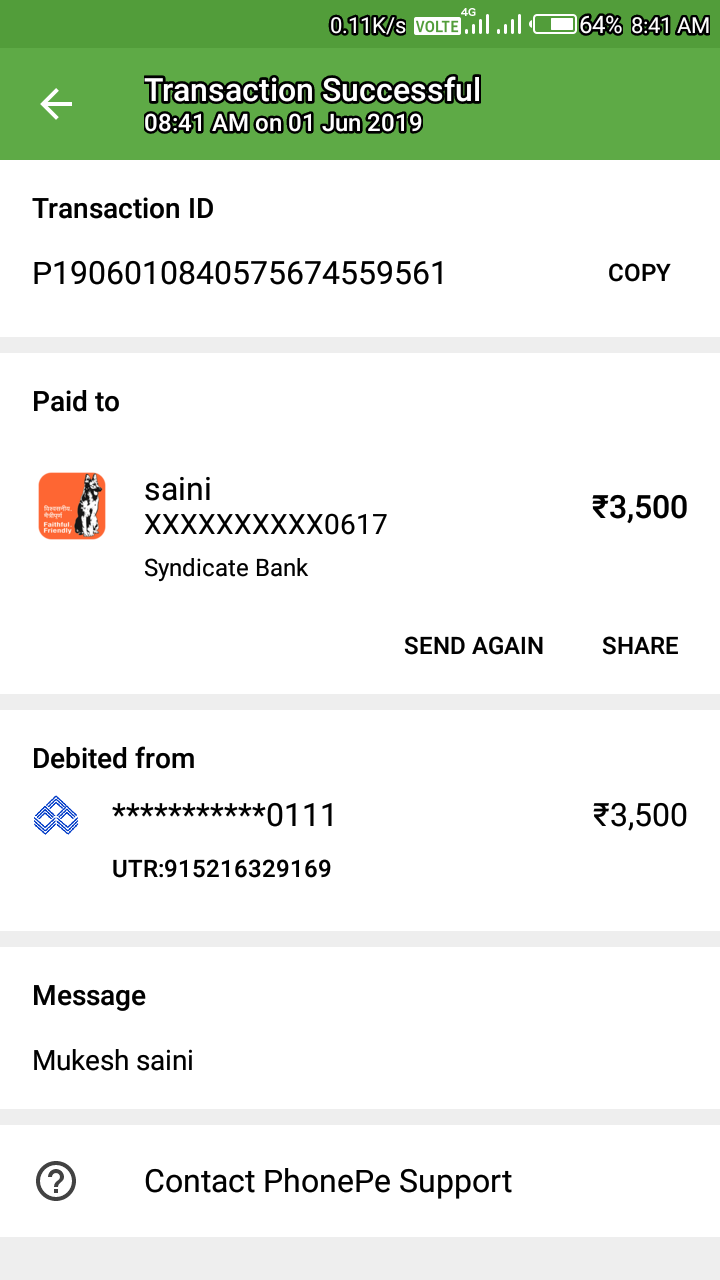 0.11K/s VOLTE 4G 64% 8:41 AM
Transaction Successful
08:41 AM on 01 Jun 2019
Transaction ID
P1906010840575674559561 COPY
Paid to
saini
XXXXXXXXXX0617 ₹3,500
Syndicate Bank
विश्वसनीय,
मैत्रीपूर्ण
Faithful,
Friendly
SEND AGAIN SHARE
Debited from
***********0111 ₹3,500
UTR:915216329169
Message
Mukesh saini
Contact PhonePe Support